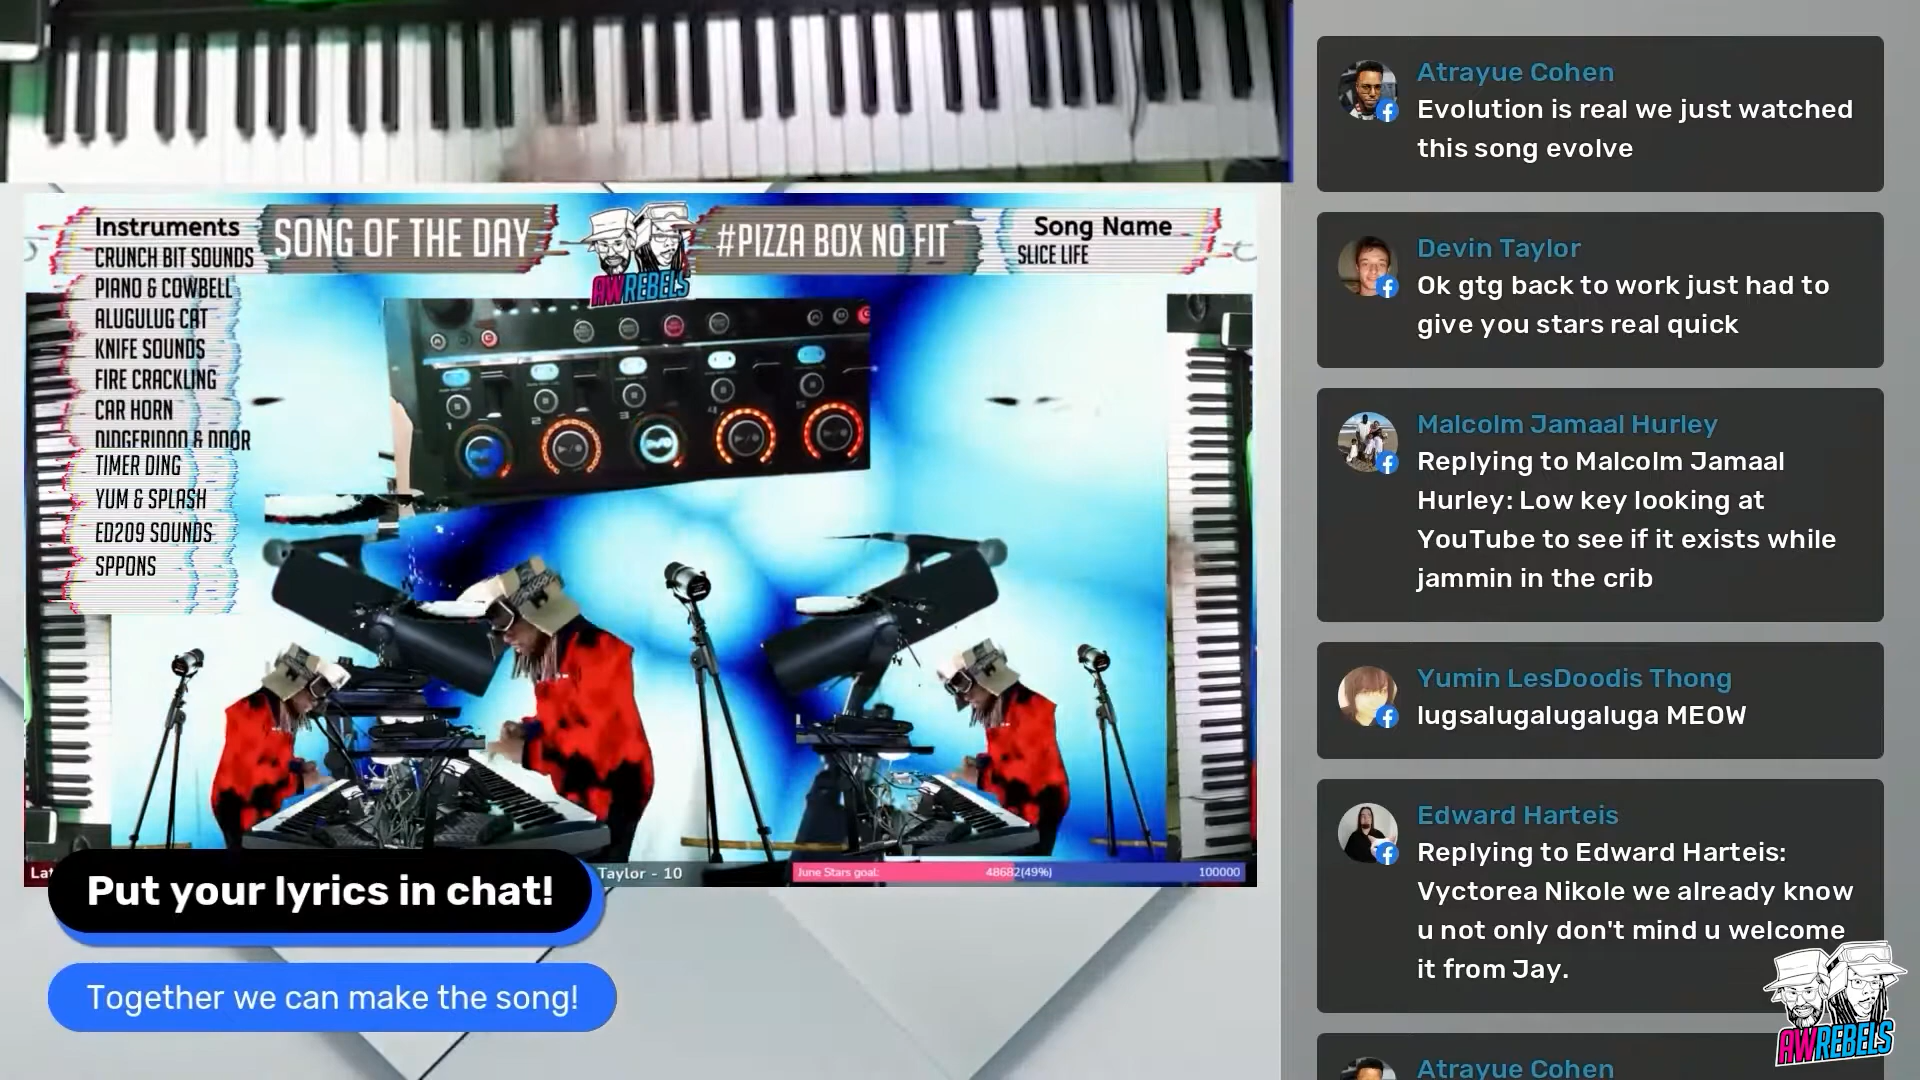 Instruments
CRUNCH BIT SOUNDS
PIANO & COWBELL
ALUGULUG CAT
KNIFE SOUNDS
FIRE CRACKLING
CAR HORN
DIDGERIDOO & DOOR
TIMER DING
YUM & SPLASH
ED209 SOUNDS
SPPONS
SONG OF THE DAY
AWREBELS
#PIZZA BOX NO FIT
Song Name
SLICE LIFE
1
3
4
5
Lat
Taylor - 10
June Stars goal:
48682(49%)
100000
Put your lyrics in chat!
Together we can make the song!
Atrayue Cohen
Evolution is real we just watched
this song evolve
Devin Taylor
Ok gtg back to work just had to
give you stars real quick
Malcolm Jamaal Hurley
Replying to Malcolm Jamaal
Hurley: Low key looking at
YouTube to see if it exists while
jammin in the crib
Yumin LesDoodis Thong
lugsalugalugaluga MEOW
Edward Harteis
Replying to Edward Harteis:
Vyctorea Nikole we already know
u not only don't mind u welcome
it from Jay.
Atrayue Cohen
AWREBELS